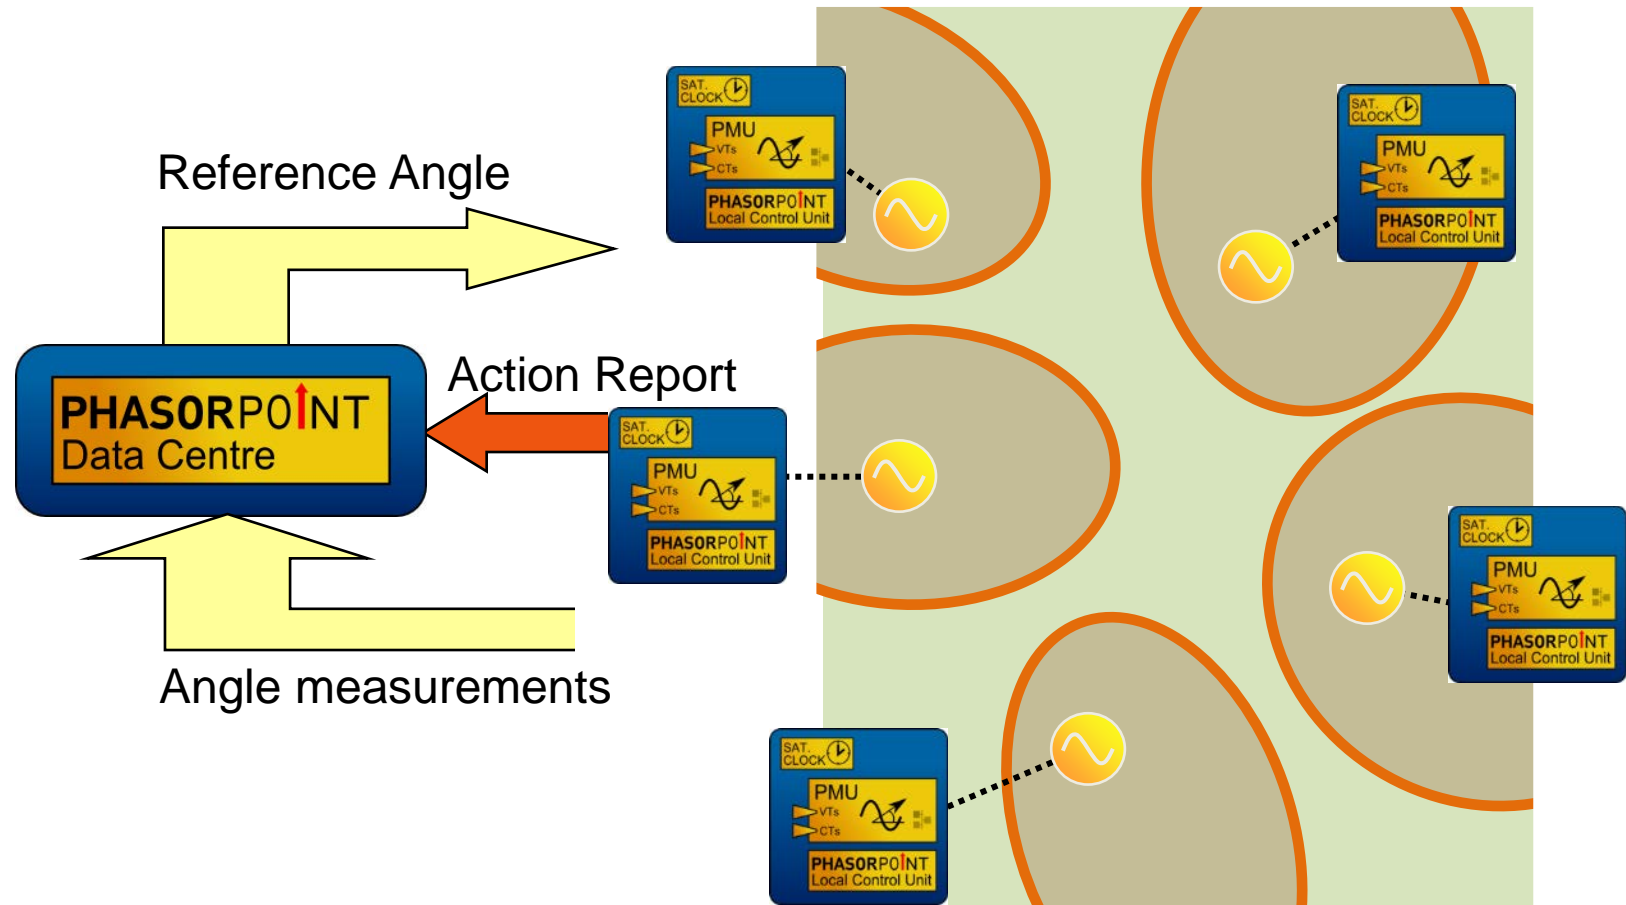 Reference Angle
PHASORPOINT
Data Centre
Action Report
Angle measurements
SAT.
CLOCK
PMU
VTs
CTs
PHASORPOINT
Local Control Unit
SAT.
CLOCK
PMU
VTs
CTs
PHASORPOINT
Local Control Unit
SAT.
CLOCK
PMU
VTs
CTs
PHASORPOINT
Local Control Unit
SAT.
CLOCK
PMU
VTs
CTs
PHASORPOINT
Local Control Unit
SAT.
CLOCK
PMU
VTs
CTs
PHASORPOINT
Local Control Unit